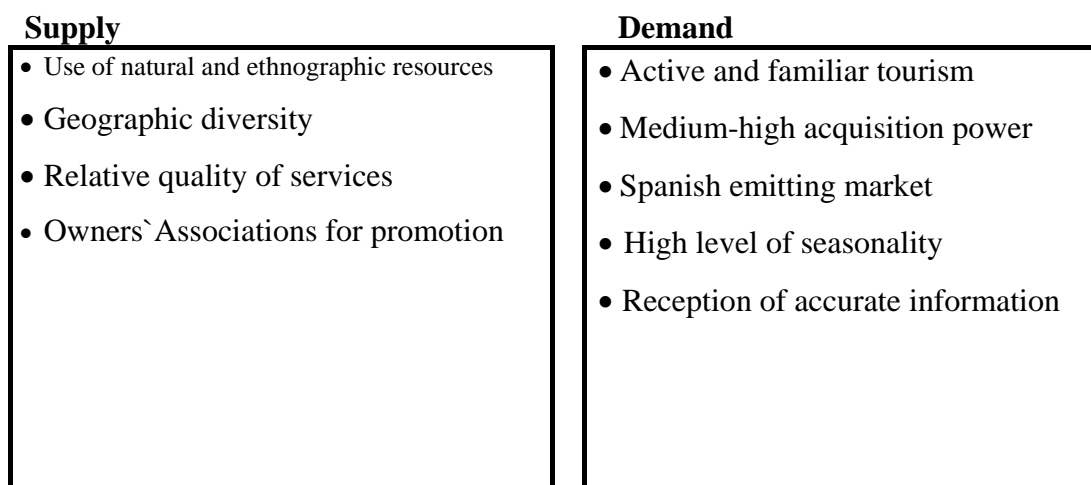 Supply
• Use of natural and ethnographic resources
• Geographic diversity
• Relative quality of services
• Owners`Associations for promotion
Demand
• Active and familiar tourism
• Medium-high acquisition power
• Spanish emitting market
• High level of seasonality
• Reception of accurate information